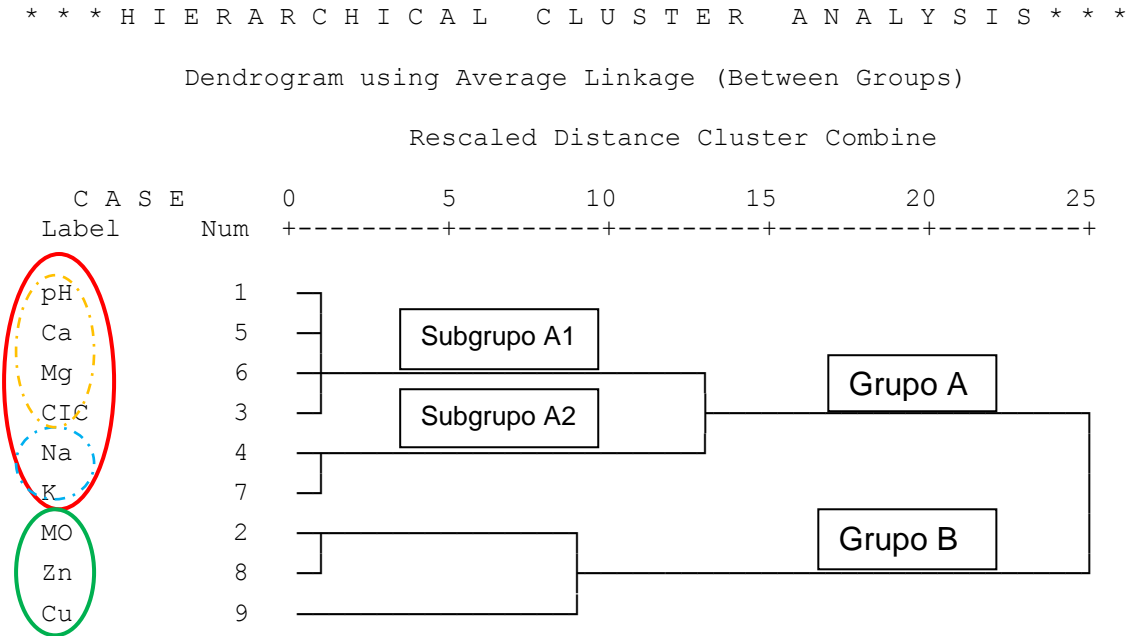 * * * H I E R A R C H I C A L   C L U S T E R   A N A L Y S I S * * *
Dendrogram using Average Linkage (Between Groups)
Rescaled Distance Cluster Combine
C A S E   0   5   10   15   20   25
Label   Num   +---------+---------+---------+---------+---------+
pH   1
Ca   5   Subgrupo A1
Mg   6   Grupo A
CIC   3   Subgrupo A2
Na   4
K   7
MO   2   Grupo B
Zn   8
Cu   9